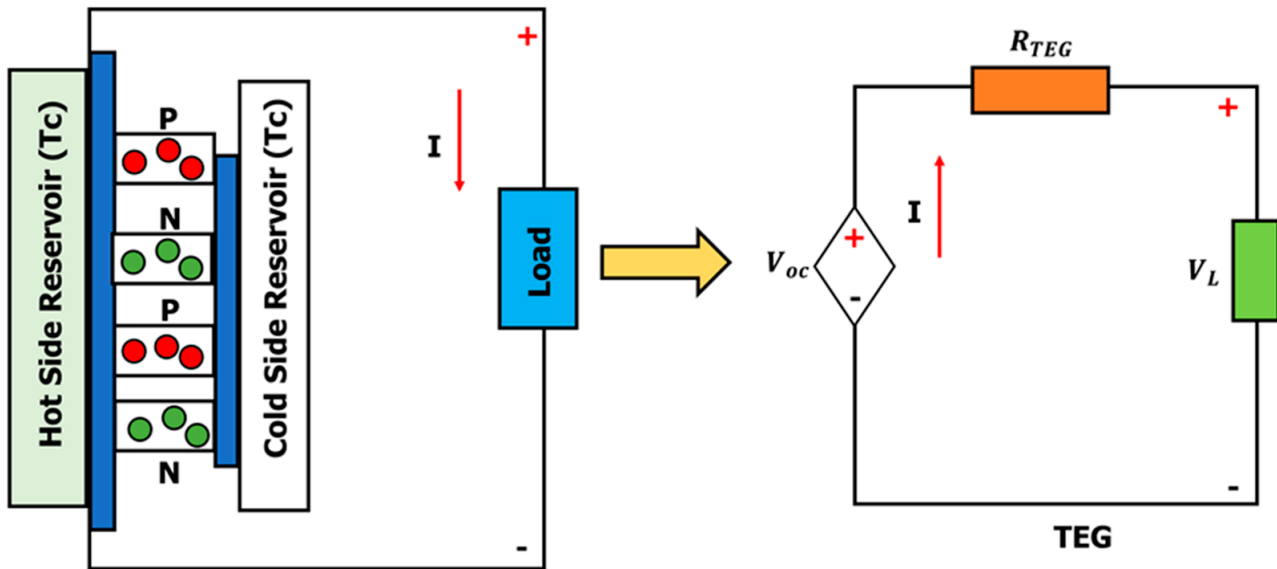 Hot Side Reservoir (Tc)
P
N
P
N
Cold Side Reservoir (Tc)
+
I
Load
-
R_TEG
+
I
V_oc
+
-
V_L
-
TEG